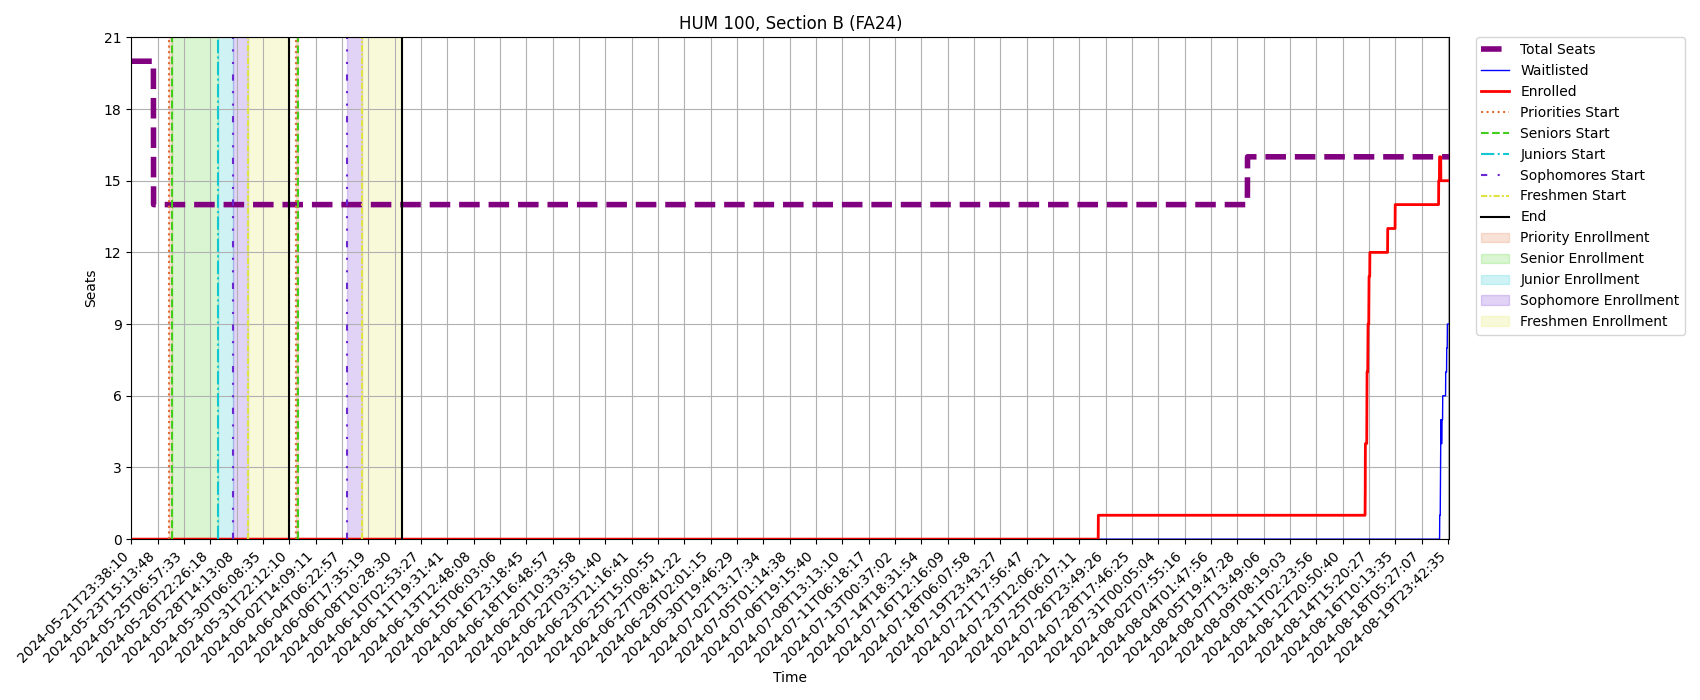 HUM 100, Section B (FA24)
21
18
15
12
9
6
3
0
Seats
2024-05-21T23:38:10
2024-05-23T15:13:48
2024-05-25T06:57:33
2024-05-26T22:26:18
2024-05-28T14:13:08
2024-05-30T06:08:35
2024-05-31T22:12:10
2024-06-02T14:09:11
2024-06-04T06:22:57
2024-06-06T17:35:19
2024-06-08T10:28:30
2024-06-10T02:53:27
2024-06-11T19:31:41
2024-06-13T12:48:08
2024-06-15T06:03:06
2024-06-16T23:18:45
2024-06-18T16:48:57
2024-06-20T10:33:58
2024-06-22T03:51:40
2024-06-23T21:16:41
2024-06-25T15:00:55
2024-06-27T08:41:22
2024-06-29T02:01:15
2024-06-30T19:46:29
2024-07-02T13:17:34
2024-07-05T01:14:38
2024-07-06T19:15:40
2024-07-08T13:13:10
2024-07-11T06:18:17
2024-07-13T00:37:02
2024-07-14T18:31:54
2024-07-16T12:16:09
2024-07-18T06:07:58
2024-07-19T23:43:27
2024-07-21T17:56:47
2024-07-23T12:06:21
2024-07-25T06:07:11
2024-07-26T23:49:26
2024-07-28T17:46:25
2024-07-31T00:05:04
2024-08-02T07:55:16
2024-08-04T01:47:56
2024-08-05T19:47:28
2024-08-07T13:49:06
2024-08-09T08:19:03
2024-08-11T02:23:56
2024-08-12T20:50:40
2024-08-14T15:20:27
2024-08-16T10:13:35
2024-08-18T05:27:07
2024-08-19T23:42:35
Time
Total Seats
Waitlisted
Enrolled
Priorities Start
Seniors Start
Juniors Start
Sophomores Start
Freshmen Start
End
Priority Enrollment
Senior Enrollment
Junior Enrollment
Sophomore Enrollment
Freshmen Enrollment